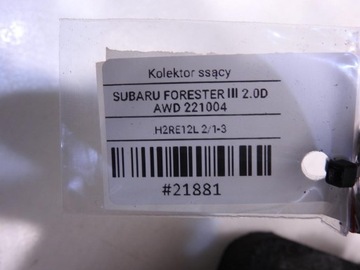 Kolektor ssący
SUBARU FORESTER III 2.0D
AWD 221004
H2RE12L 2/1-3
#21881